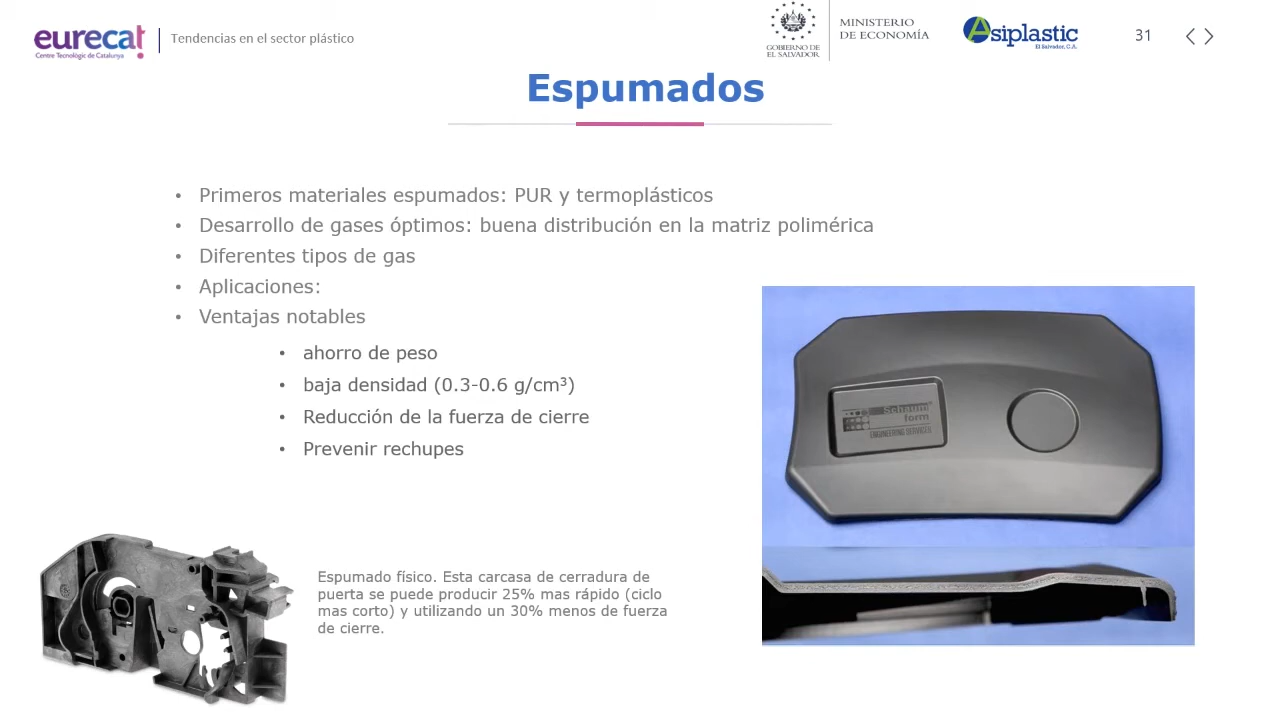 eurecat
Centre Tecnològic de Catalunya
Tendencias en el sector plástico
GOBIERNO DE
EL SALVADOR
MINISTERIO
DE ECONOMÍA
Asiplastic
El Salvador, C.A.
31
Espumados
• Primeros materiales espumados: PUR y termoplásticos
• Desarrollo de gases óptimos: buena distribución en la matriz polimérica
• Diferentes tipos de gas
• Aplicaciones:
• Ventajas notables
• ahorro de peso
• baja densidad (0.3-0.6 g/cm³)
• Reducción de la fuerza de cierre
• Prevenir rechupes
Schaum
form
Espumado físico. Esta carcasa de cerradura de
puerta se puede producir 25% mas rápido (ciclo
mas corto) y utilizando un 30% menos de fuerza
de cierre.